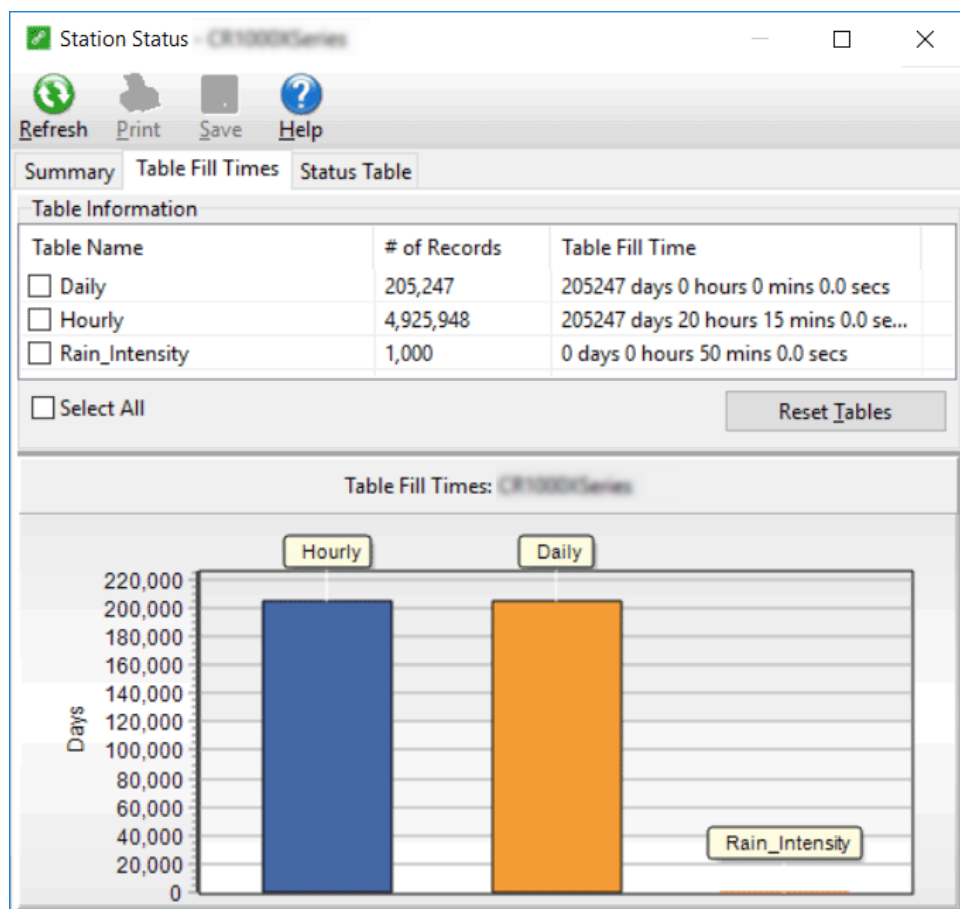 Station Status -
Refresh Print Save Help
Summary Table Fill Times Status Table
Table Information
Table Name # of Records Table Fill Time
Daily 205,247 205247 days 0 hours 0 mins 0.0 secs
Hourly 4,925,948 205247 days 20 hours 15 mins 0.0 se...
Rain_Intensity 1,000 0 days 0 hours 50 mins 0.0 secs
Select All Reset Tables
Table Fill Times:
Hourly Daily
220,000
200,000
180,000
160,000
140,000
120,000
Days
100,000
80,000
60,000
40,000
Rain_Intensity
20,000
0